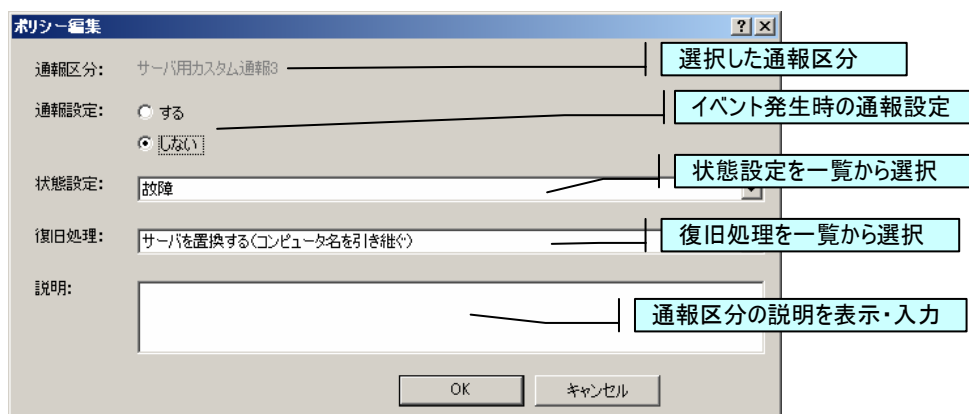 ポリシー編集
通報区分: サーバ用カスタム通報3
選択した通報区分
通報設定: する
しない
イベント発生時の通報設定
状態設定: 故障
状態設定を一覧から選択
復旧処理: サーバを置換する(コンピュータ名を引き継ぐ)
復旧処理を一覧から選択
説明:
通報区分の説明を表示・入力
OK キャンセル